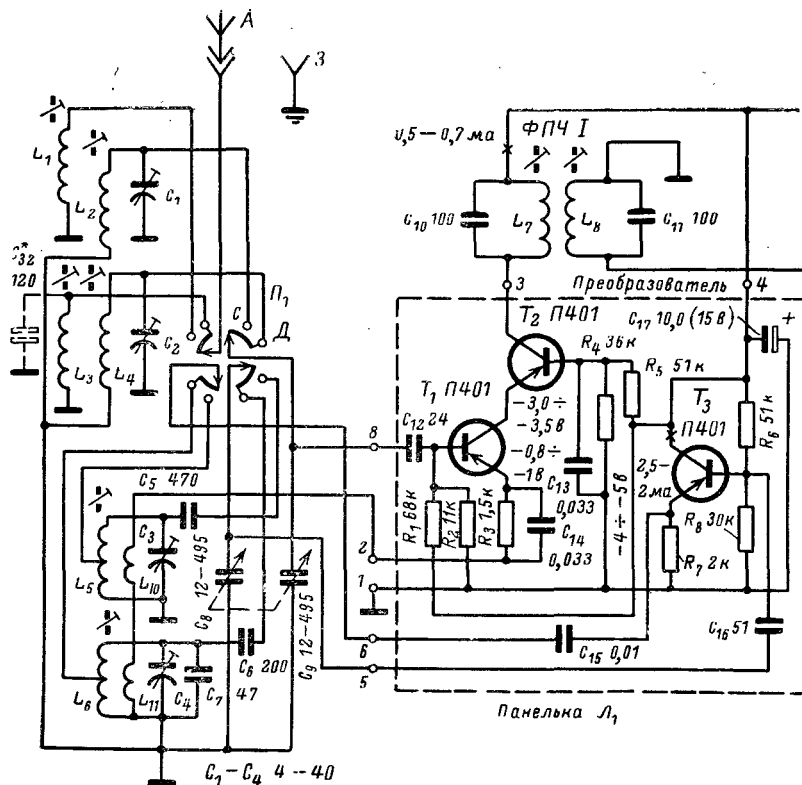 А
З
L₁
L₂
C₁
0,5–0,7 ма
ФПЧ I
C₁₀ 100
L₇
L₈
C₁₁ 100
120
П₁
С
Д
L₃
L₄
C₂
3
Преобразователь
4
C₁₇ 10,0 (15в)
+
T₂ П401
R₄ 36к
R₅ 51к
T₁ П401
T₃
П401
R₆ 51к
8
C₁₂ 24
–3,0÷
–3,5в
–0,8÷
–1в
C₁₃
0,033
2,5–
2ма
–4÷–5в
C₅ 470
R₁ 68к
R₂ 11к
R₃ 1,5к
C₁₄
0,033
R₈ 30к
R₇ 2к
C₃
L₅
L₁₀
C₈ 12–495
C₉ 12–495
2
1
6
5
C₁₅ 0,01
C₁₆ 51
C₆ 200
L₆
L₁₁
C₄
C₇ 47
Панелька Л₁
C₁–C₄ 4–40